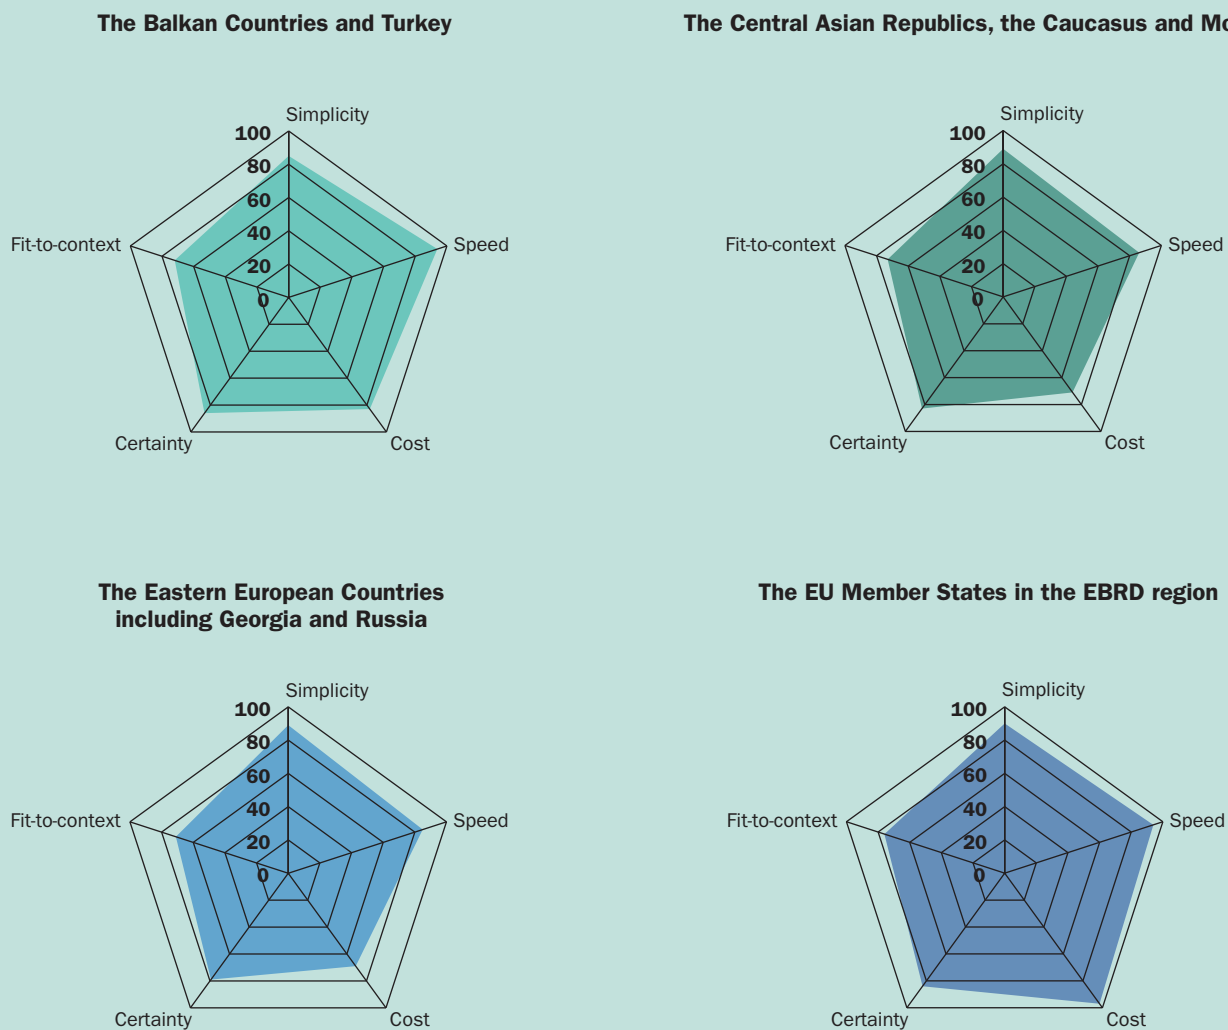 The Balkan Countries and Turkey
Simplicity
100
80
60
40
20
0
Fit-to-context
Speed
Certainty
Cost
The Central Asian Republics, the Caucasus and
Simplicity
100
80
60
40
20
0
Fit-to-context
Speed
Certainty
Cost
The Eastern European Countries
including Georgia and Russia
Simplicity
100
80
60
40
20
0
Fit-to-context
Speed
Certainty
Cost
The EU Member States in the EBRD region
Simplicity
100
80
60
40
20
0
Fit-to-context
Speed
Certainty
Cost